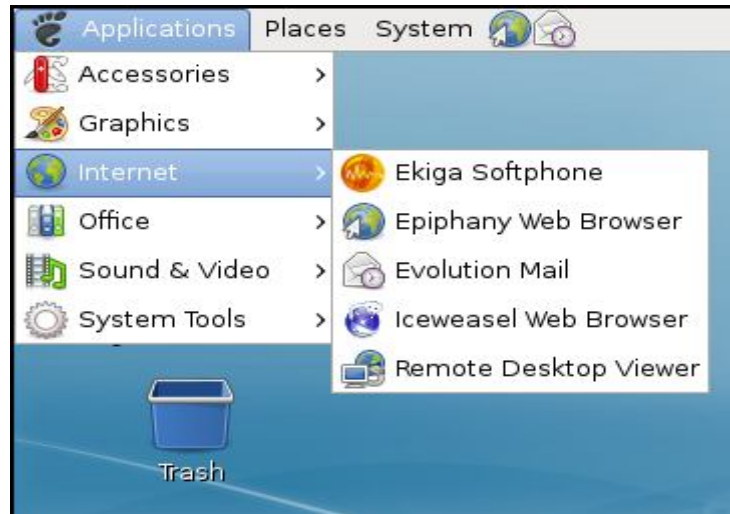 Applications Places System
Accessories
Graphics
Internet
Office
Sound & Video
System Tools
Ekiga Softphone
Epiphany Web Browser
Evolution Mail
Iceweasel Web Browser
Remote Desktop Viewer
Trash